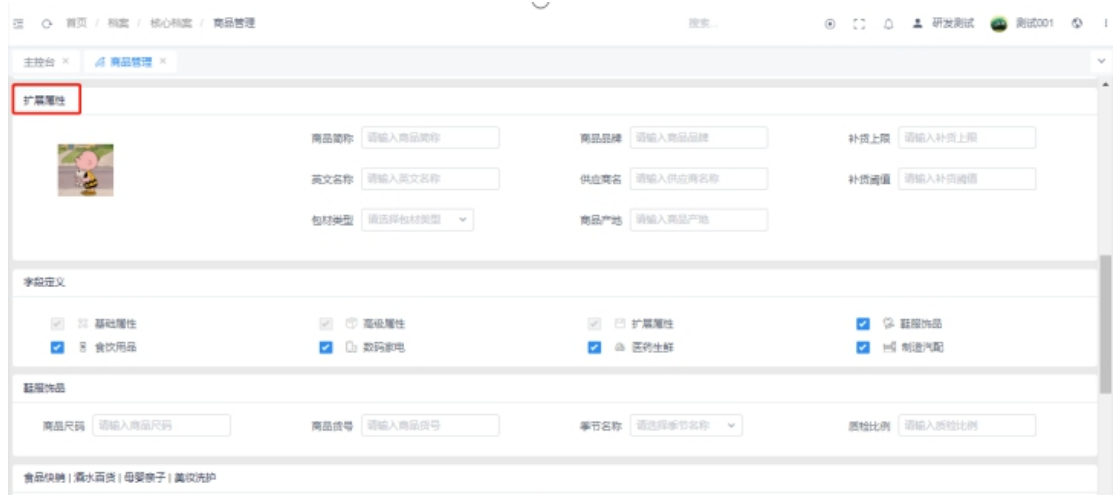 首页 / 档案 / 核心档案 / 商品管理 搜索... 研发测试 测试001
主控台 × 商品管理 ×
扩展属性
商品简称 请输入商品简称 商品品牌 请输入商品品牌 补货上限 请输入补货上限
英文名称 请输入英文名称 供应商名 请输入供应商名称 补货阈值 请输入补货阈值
包材类型 请选择包材类型 商品产地 请输入商品产地
字段定义
基础属性 高级属性 扩展属性 鞋服饰品
食饮用品 数码家电 医药生鲜 制造汽配
鞋服饰品
商品尺码 请输入商品尺码 商品货号 请输入商品货号 季节名称 请选择季节名称 质检比例 请输入质检比例
食品快销 | 酒水百货 | 母婴亲子 | 美妆洗护